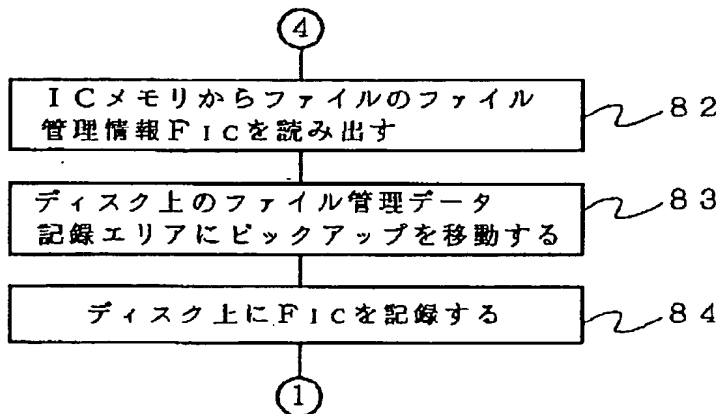 ④
ICメモリからファイルのファイル
管理情報FICを読み出す
82
ディスク上のファイル管理データ
記録エリアにピックアップを移動する
83
ディスク上にFICを記録する
84
①